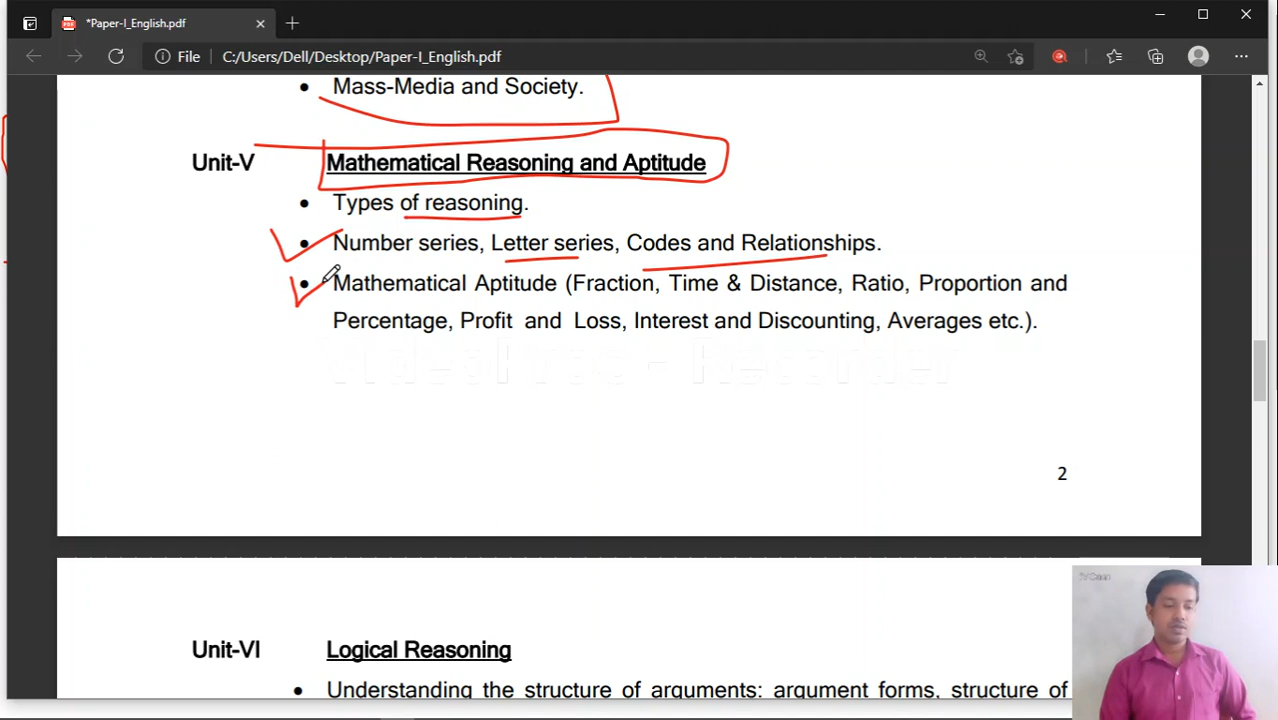 *Paper-I_English.pdf
File C:/Users/Dell/Desktop/Paper-I_English.pdf
• Mass-Media and Society.
Unit-V Mathematical Reasoning and Aptitude
• Types of reasoning.
• Number series, Letter series, Codes and Relationships.
• Mathematical Aptitude (Fraction, Time & Distance, Ratio, Proportion and
Percentage, Profit and Loss, Interest and Discounting, Averages etc.).
VideoProc - Recorder
2
Unit-VI Logical Reasoning
• Understanding the structure of arguments: argument forms, structure of